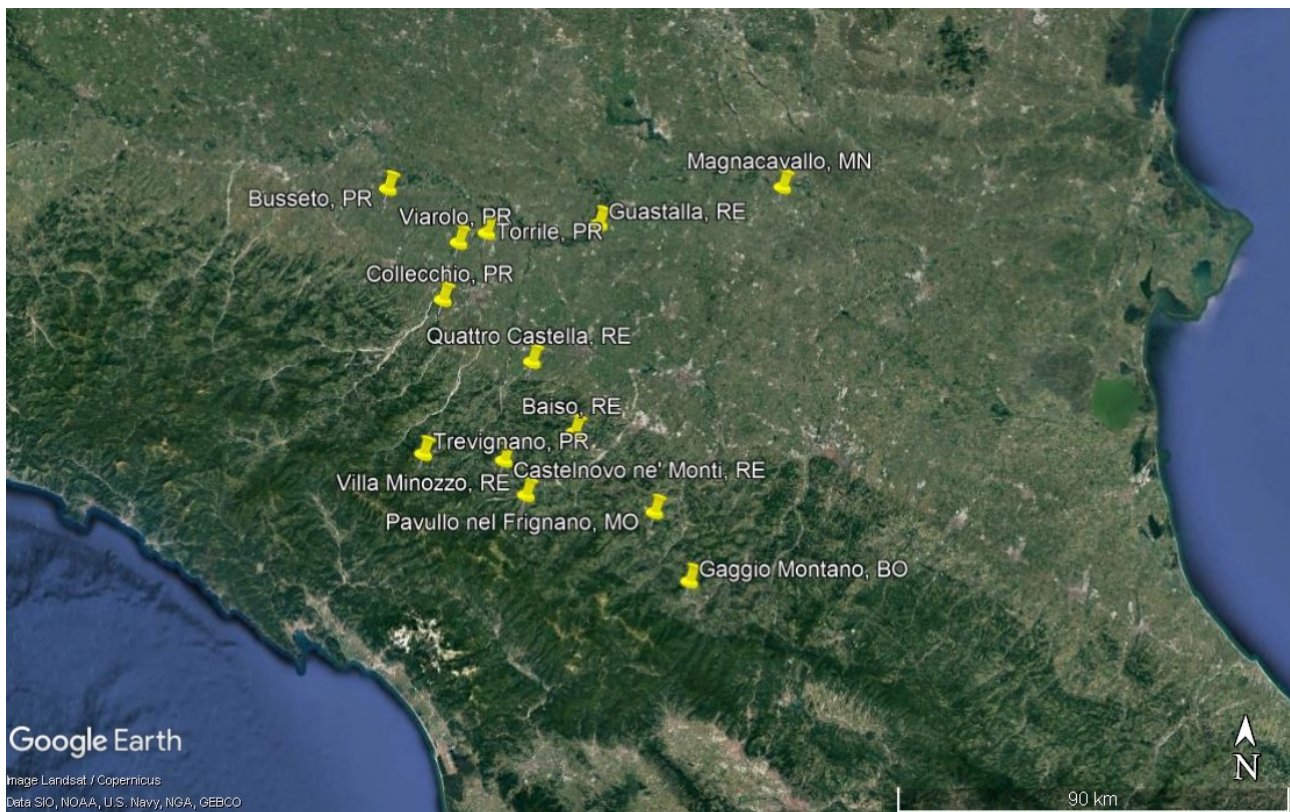 Magnacavallo, MN
Busseto, PR
Guastalla, RE
Viarolo, PR
Torrile, PR
Collecchio, PR
Quattro Castella, RE
Baiso, RE
Trevignano, PR
Castelnovo ne' Monti, RE
Villa Minozzo, RE
Pavullo nel Frignano, MO
Gaggio Montano, BO
Google Earth
Image Landsat / Copernicus
Data SIO, NOAA, U.S. Navy, NGA, GEBCO
N
90 km